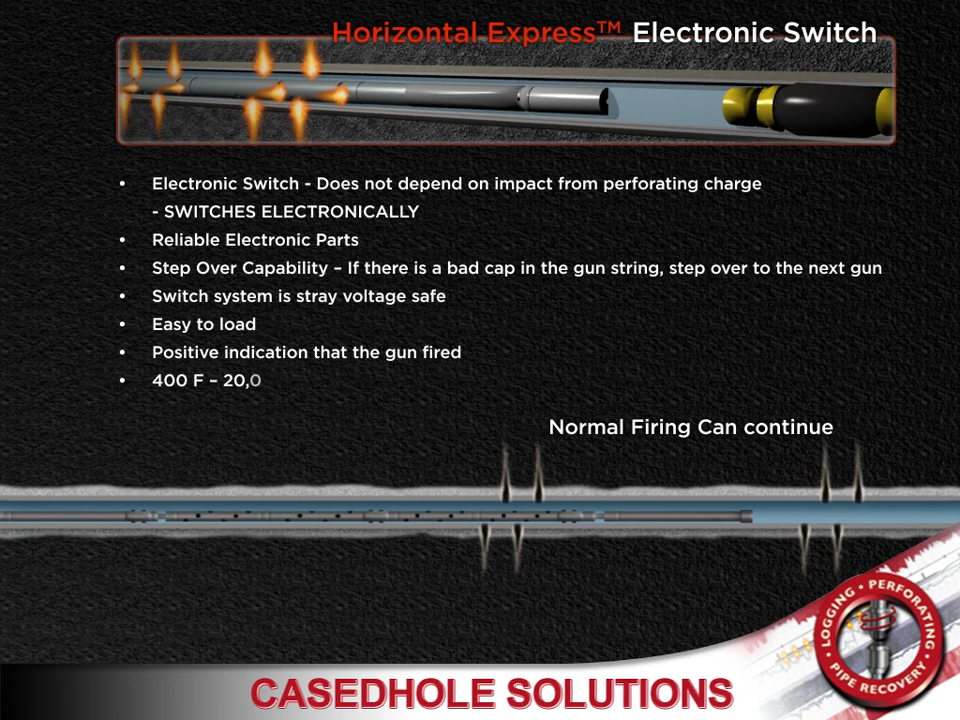 Horizontal Express™ Electronic Switch
• Electronic Switch - Does not depend on impact from perforating charge
- SWITCHES ELECTRONICALLY
• Reliable Electronic Parts
• Step Over Capability – If there is a bad cap in the gun string, step over to the next gun
• Switch system is stray voltage safe
• Easy to load
• Positive indication that the gun fired
• 400 F – 20,0
Normal Firing Can continue
LOGGING • PERFORATING • PIPE RECOVERY •
CASEDHOLE SOLUTIONS